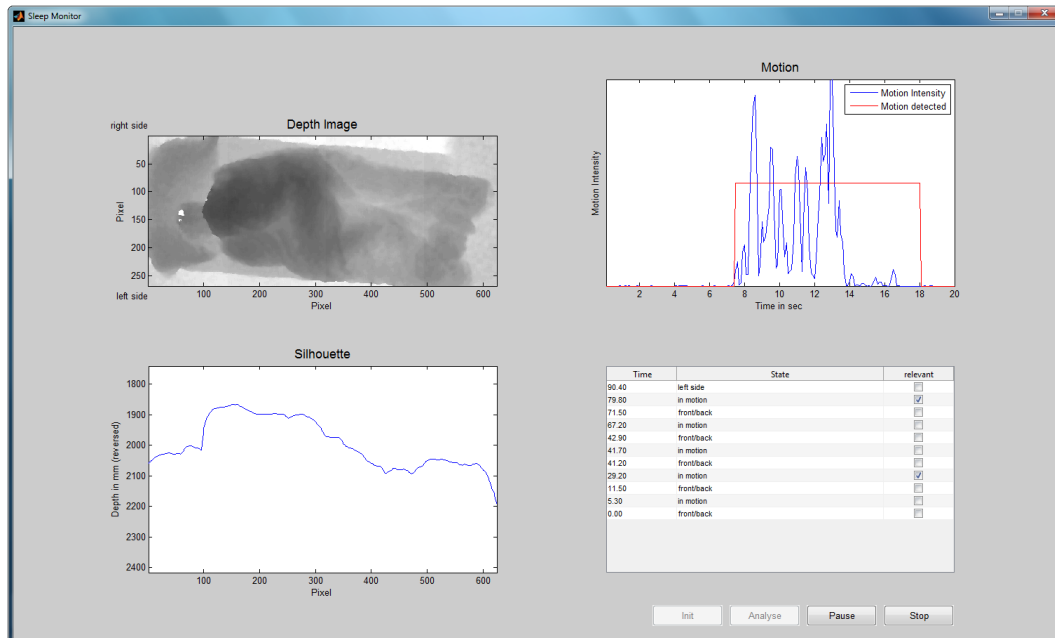 Sleep Monitor
right side
Depth Image
50
100
150
200
250
Pixel
left side
100 200 300 400 500 600
Pixel
Motion
Motion Intensity
Motion detected
Motion Intensity
2 4 6 8 10 12 14 16 18 20
Time in sec
Silhouette
1800
1900
2000
2100
2200
2300
2400
Depth in mm (reversed)
100 200 300 400 500 600
Pixel
Time State relevant
90.40 left side
79.80 in motion
71.50 front/back
67.20 in motion
42.90 front/back
41.70 in motion
41.20 front/back
29.20 in motion
11.50 front/back
5.30 in motion
0.00 front/back
Init Analyse Pause Stop